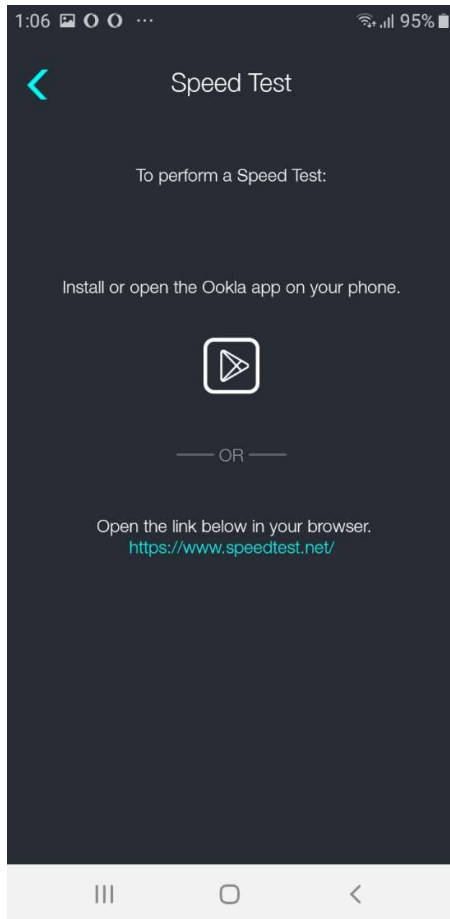 1:06 95%
Speed Test
To perform a Speed Test:
Install or open the Ookla app on your phone.
OR
Open the link below in your browser.
https://www.speedtest.net/